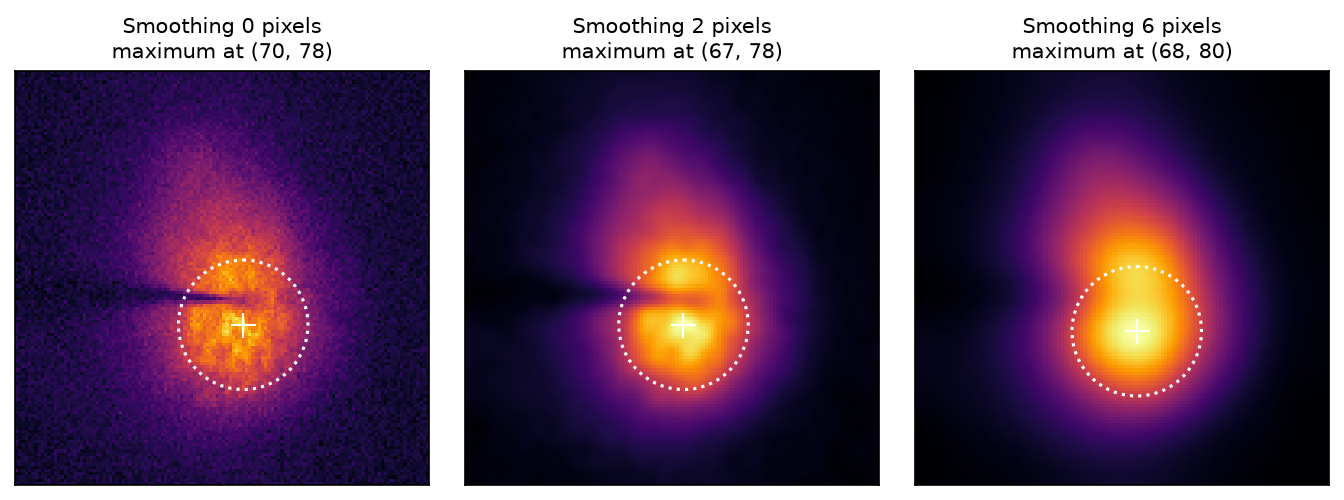 Smoothing 0 pixels
maximum at (70, 78)
Smoothing 2 pixels
maximum at (67, 78)
Smoothing 6 pixels
maximum at (68, 80)